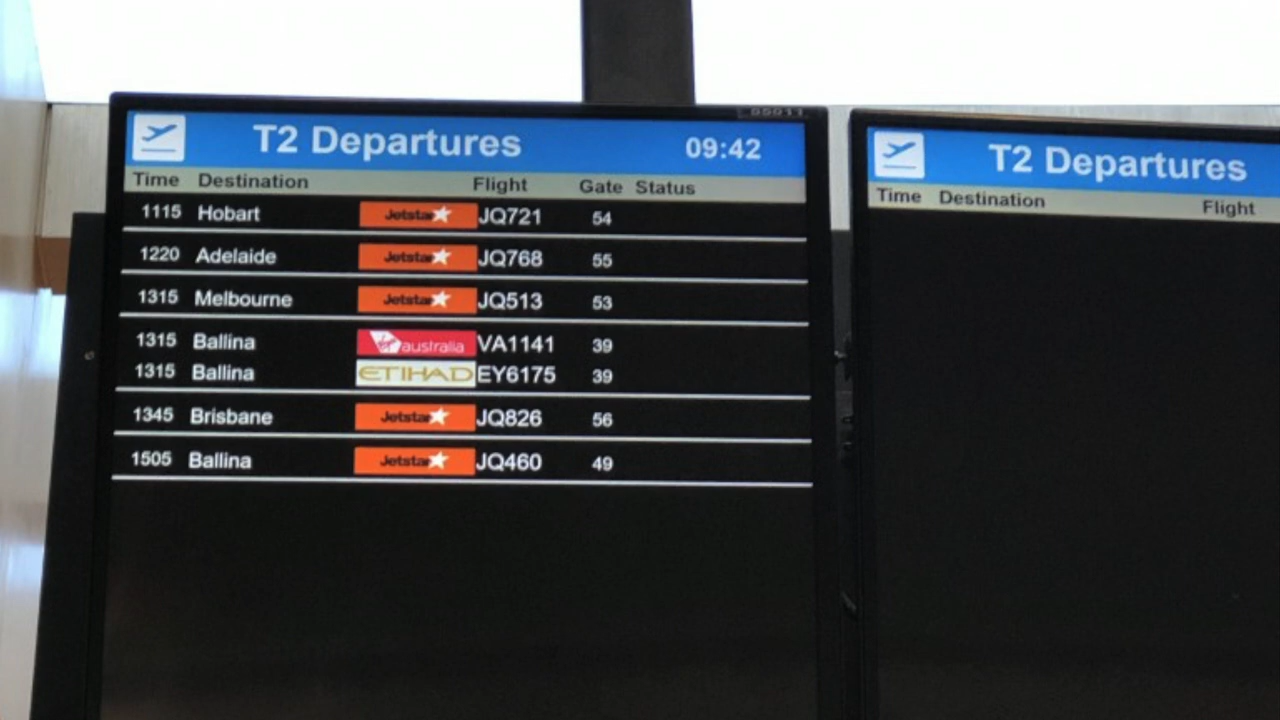 T2 Departures 09:42
Time Destination Flight Gate Status
1115 Hobart Jetstar JQ721 54
1220 Adelaide Jetstar JQ768 55
1315 Melbourne Jetstar JQ513 53
1315 Ballina australia VA1141 39
1315 Ballina ETIHAD EY6175 39
1345 Brisbane Jetstar JQ826 56
1505 Ballina Jetstar JQ460 49
T2 Departures
Time Destination Flight